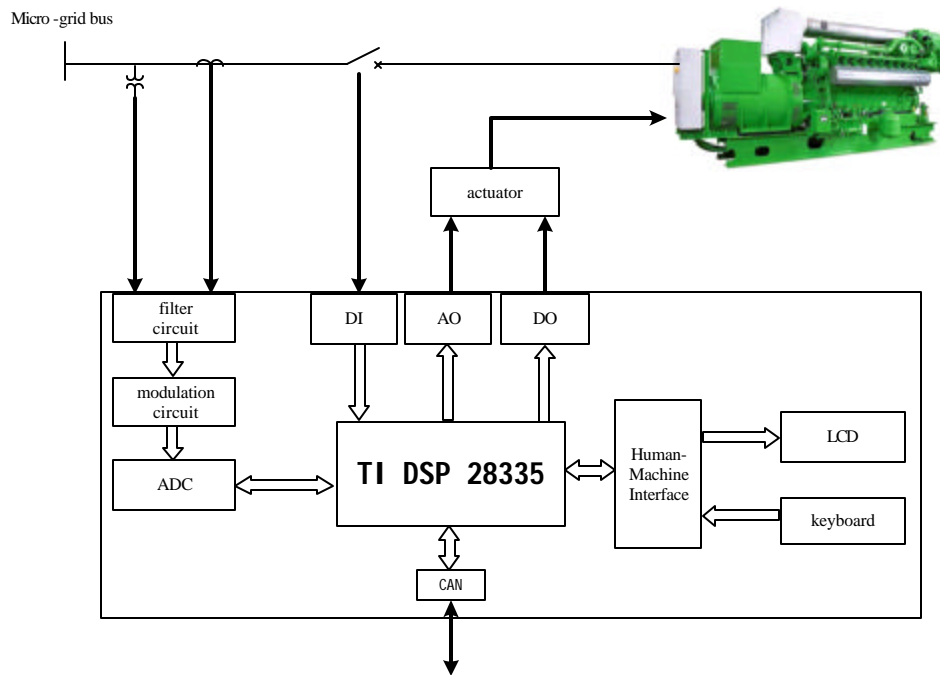 Micro -grid bus
actuator
filter
circuit
DI
AO
DO
modulation
circuit
ADC
TI DSP 28335
Human-
Machine
Interface
LCD
keyboard
CAN